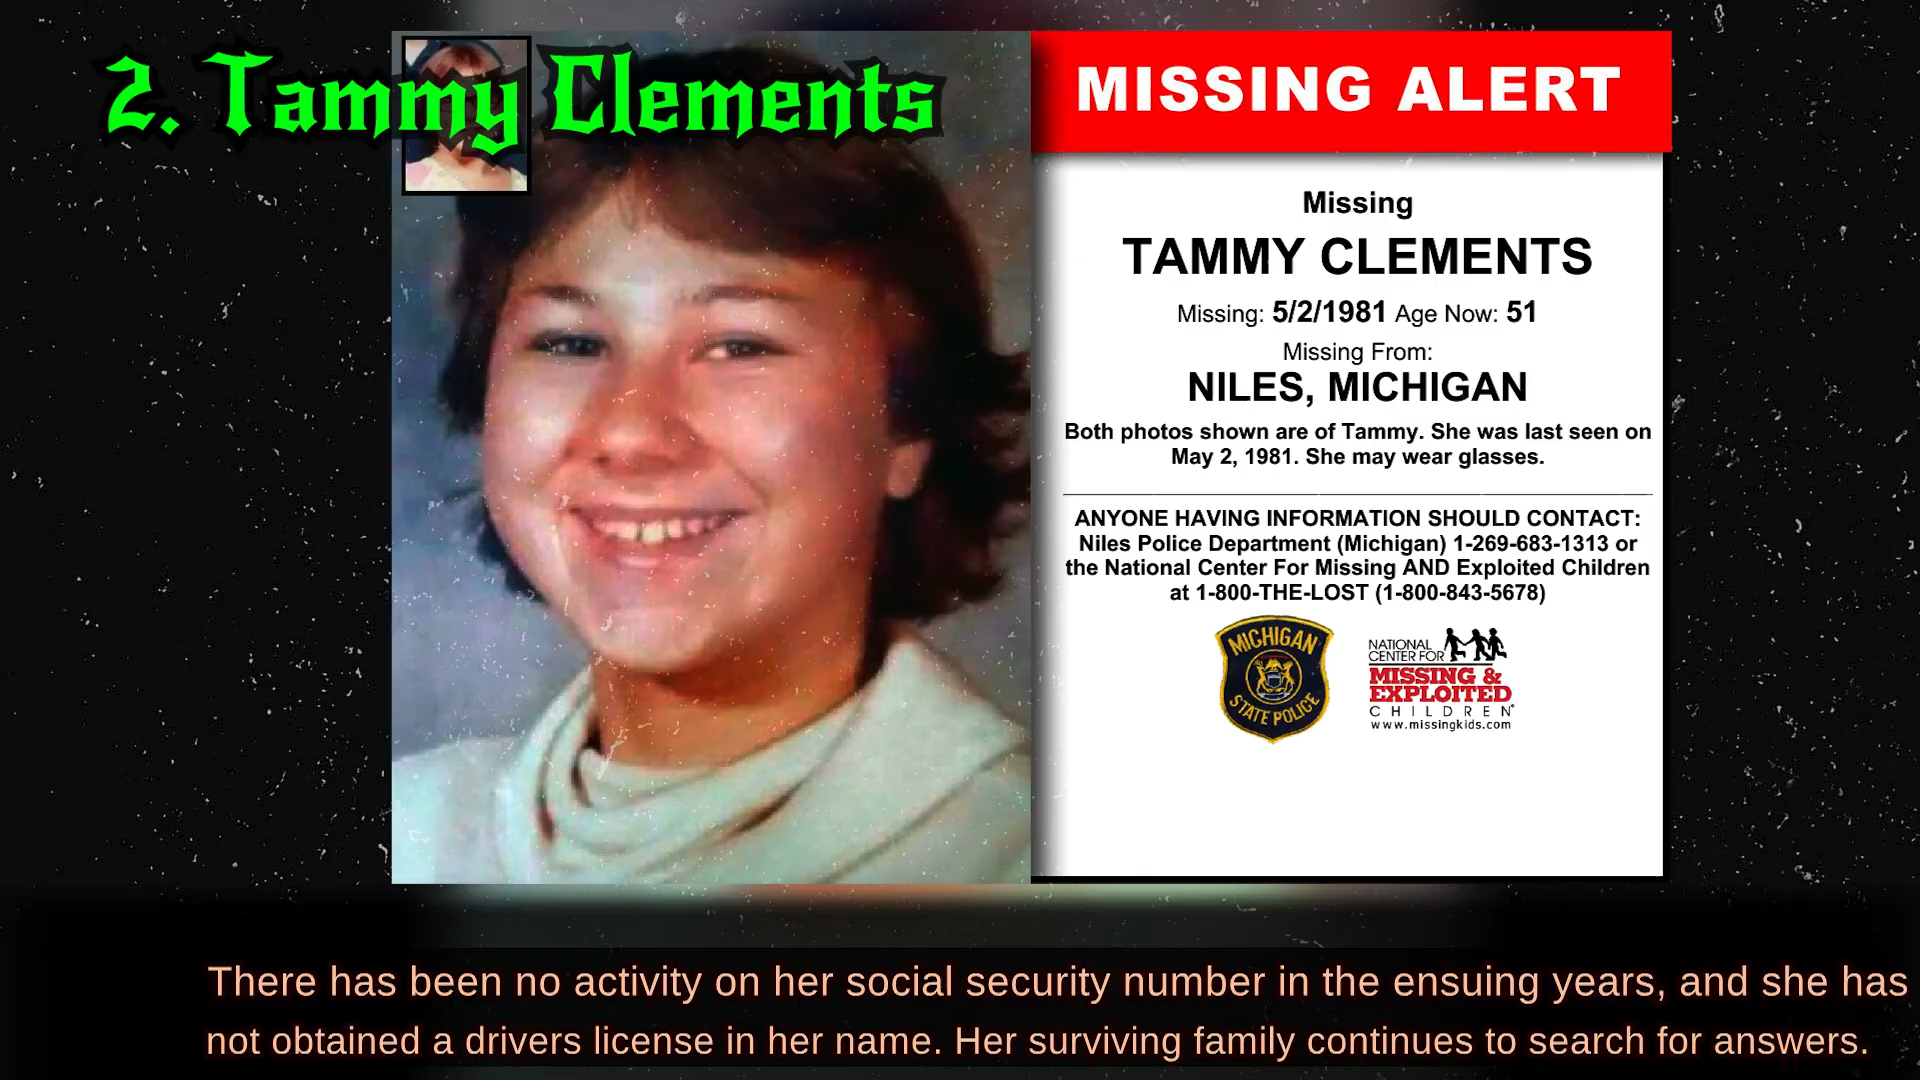 2. Tammy Clements
MISSING ALERT
Missing
TAMMY CLEMENTS
Missing: 5/2/1981 Age Now: 51
Missing From:
NILES, MICHIGAN
Both photos shown are of Tammy. She was last seen on
May 2, 1981. She may wear glasses.
ANYONE HAVING INFORMATION SHOULD CONTACT:
Niles Police Department (Michigan) 1-269-683-1313 or
the National Center For Missing AND Exploited Children
at 1-800-THE-LOST (1-800-843-5678)
MICHIGAN
STATE POLICE
NATIONAL
CENTER FOR
MISSING &
EXPLOITED
CHILDREN
www.missingkids.com
There has been no activity on her social security number in the ensuing years, and she has
not obtained a drivers license in her name. Her surviving family continues to search for answers.